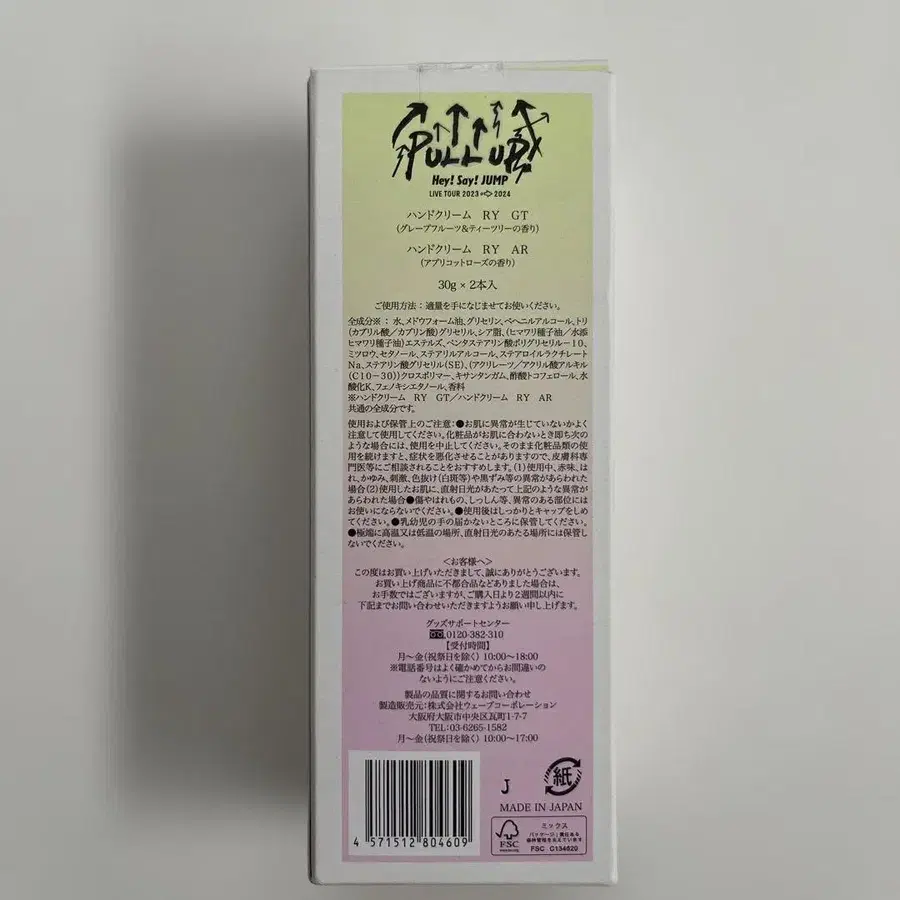 PULL UP!
Hey! Say! JUMP
LIVE TOUR 2023 ⇨ 2024
ハンドクリーム RY GT
(グレープフルーツ&ティーツリーの香り)
ハンドクリーム RY AR
(アプリコットローズの香り)
30g × 2本入
ご使用方法：適量を手になじませてお使いください。
全成分※：水、メドウフォーム油、グリセリン、ベヘニルアルコール、トリ
(カプリル酸/カプリン酸)グリセリル、シア脂、(ヒマワリ種子油/水添
ヒマワリ種子油)エステルズ、ペンタステアリン酸ポリグリセリル－10、
ミツロウ、セタノール、ステアリルアルコール、ステアロイルラクチレート
Na、ステアリン酸グリセリル(SE)、(アクリレーツ/アクリル酸アルキル
(C10－30))クロスポリマー、キサンタンガム、酢酸トコフェロール、水
酸化K、フェノキシエタノール、香料
※ハンドクリーム RY GT/ハンドクリーム RY AR
共通の全成分です。
使用および保管上のご注意：●お肌に異常が生じていないかよく
注意して使用してください。化粧品がお肌に合わないとき即ち次の
ような場合には、使用を中止してください。そのまま化粧品類の使用
を続けますと、症状を悪化させることがありますので、皮膚科専
門医等にご相談されることをおすすめします。(1)使用中、赤味、は
れ、かゆみ、刺激、色抜け(白斑等)や黒ずみ等の異常があらわれた
場合(2)使用したお肌に、直射日光があたって上記のような異常が
あらわれた場合●傷やはれもの、しっしん等、異常のある部位には
お使いにならないでください。●使用後はしっかりとキャップをしめ
てください。●乳幼児の手の届かないところに保管してください。
●極端に高温又は低温の場所、直射日光のあたる場所には保管し
ないでください。
<お客様へ>
この度はお買い上げいただきまして、誠にありがとうございます。
お買い上げ商品に不都合品などありました場合は、
お手数ではございますが、ご購入日より2週間以内に
下記までお問い合わせいただきますようお願い申し上げます。
グッズサポートセンター
0120-382-310
【受付時間】
月～金(祝祭日を除く) 10:00～18:00
※電話番号はよく確かめてからお間違いの
ないようにご注意ください。
製品の品質に関するお問い合わせ
製造販売元：株式会社ウェーブコーポレーション
大阪府大阪市中央区瓦町1-7-7
TEL：03-6265-1582
月～金(祝祭日を除く) 10:00～17:00
J
紙
MADE IN JAPAN
4 571512 804609
FSC
ミックス
パッケージ｜責任ある
森林管理を支えています
FSC C134620